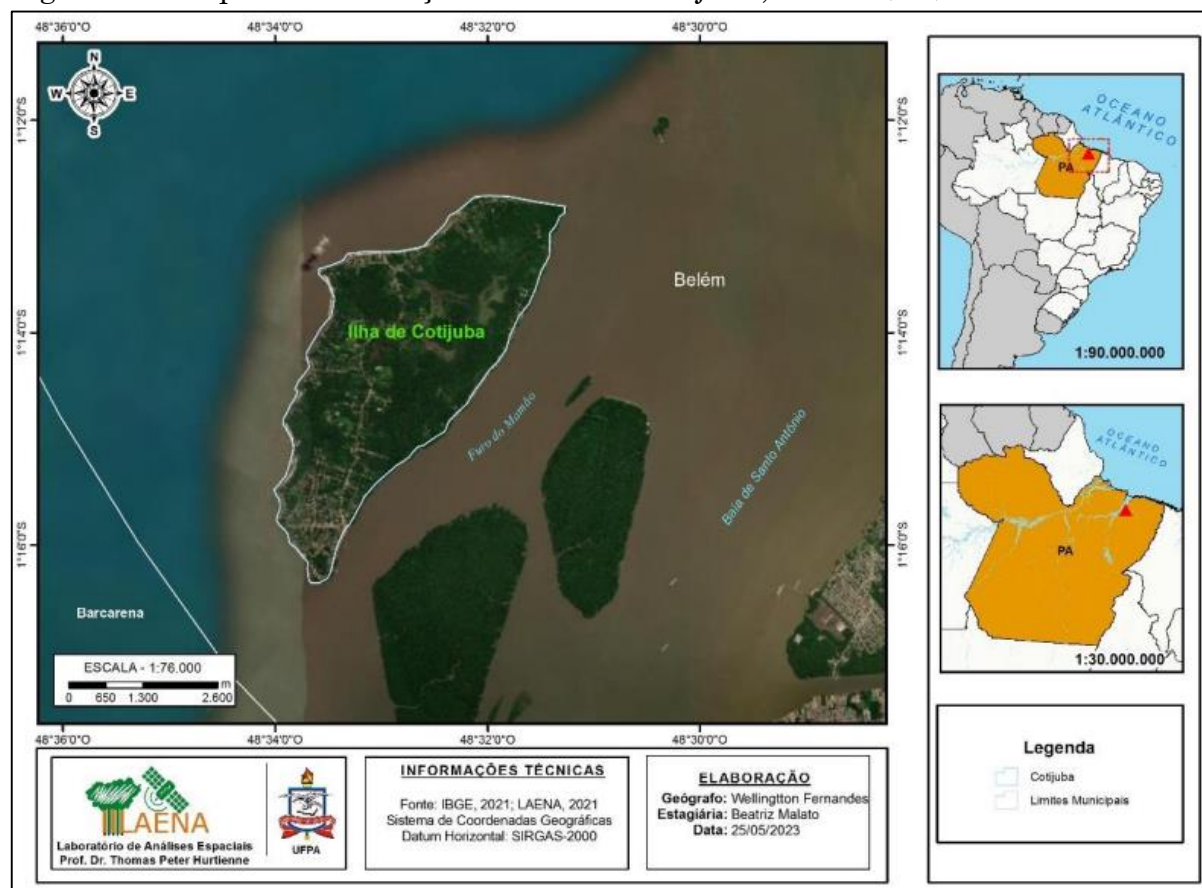 48°36'0"O 48°34'0"O 48°32'0"O 48°30'0"O
N
W E
S
1°12'0"S 1°12'0"S
Belém
Ilha de Cotijuba
1°14'0"S 1°14'0"S
Furo do Mamão
Baía de Santo Antônio
1°16'0"S 1°16'0"S
Barcarena
ESCALA - 1:76.000
m
0 650 1.300 2.600
48°36'0"O 48°34'0"O 48°32'0"O 48°30'0"O
OCEANO
ATLÂNTICO
PA
1:90.000.000
OCEANO
ATLÂNTICO
PA
1:30.000.000
Legenda
Cotijuba
Limites Municipais
LAENA
Laboratório de Análises Espaciais
Prof. Dr. Thomas Peter Hurtienne
UFPA
INFORMAÇÕES TÉCNICAS
Fonte: IBGE, 2021; LAENA, 2021
Sistema de Coordenadas Geográficas
Datum Horizontal: SIRGAS-2000
ELABORAÇÃO
Geógrafo: Wellingtton Fernandes
Estagiária: Beatriz Malato
Data: 25/05/2023